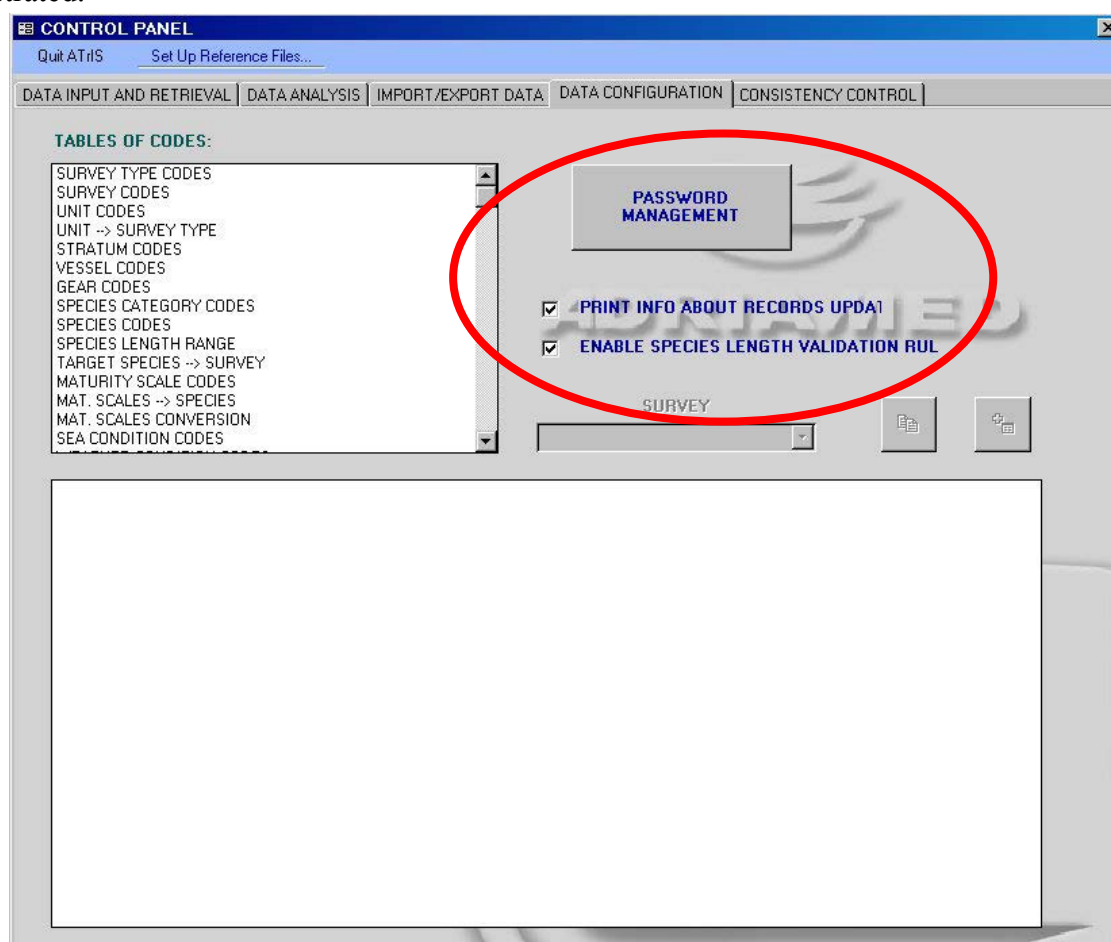 CONTROL PANEL
Quit ATrIS Set Up Reference Files...
DATA INPUT AND RETRIEVAL DATA ANALYSIS IMPORT/EXPORT DATA DATA CONFIGURATION CONSISTENCY CONTROL
TABLES OF CODES:
SURVEY TYPE CODES
SURVEY CODES
UNIT CODES
UNIT --> SURVEY TYPE
STRATUM CODES
VESSEL CODES
GEAR CODES
SPECIES CATEGORY CODES
SPECIES CODES
SPECIES LENGTH RANGE
TARGET SPECIES --> SURVEY
MATURITY SCALE CODES
MAT. SCALES --> SPECIES
MAT. SCALES CONVERSION
SEA CONDITION CODES
PASSWORD
MANAGEMENT
ADRIAMED
PRINT INFO ABOUT RECORDS UPDAT
ENABLE SPECIES LENGTH VALIDATION RUL
SURVEY